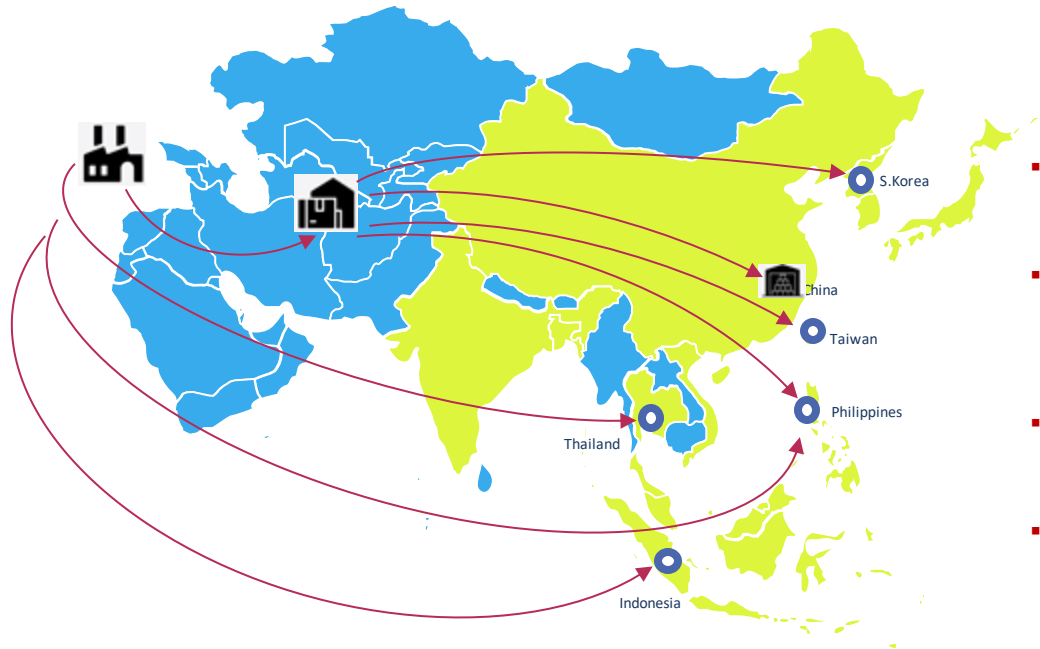 S.Korea
China
Taiwan
Philippines
Thailand
Indonesia